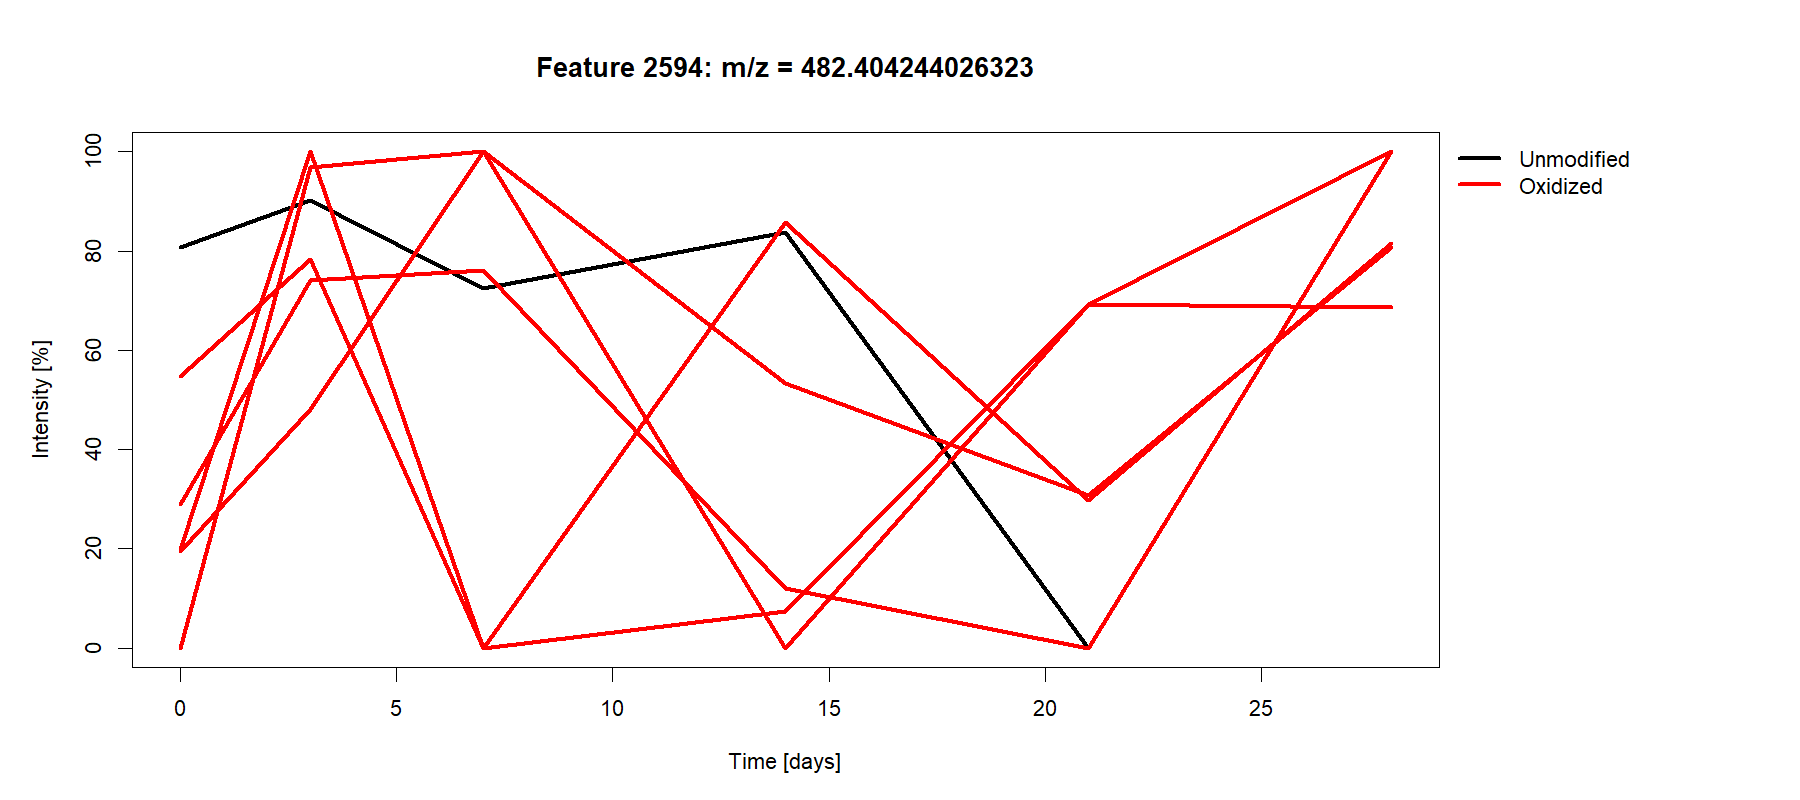 Feature 2594: m/z = 482.404244026323
Unmodified
Oxidized
Intensity [%]
100
80
60
40
20
0
0 5 10 15 20 25
Time [days]